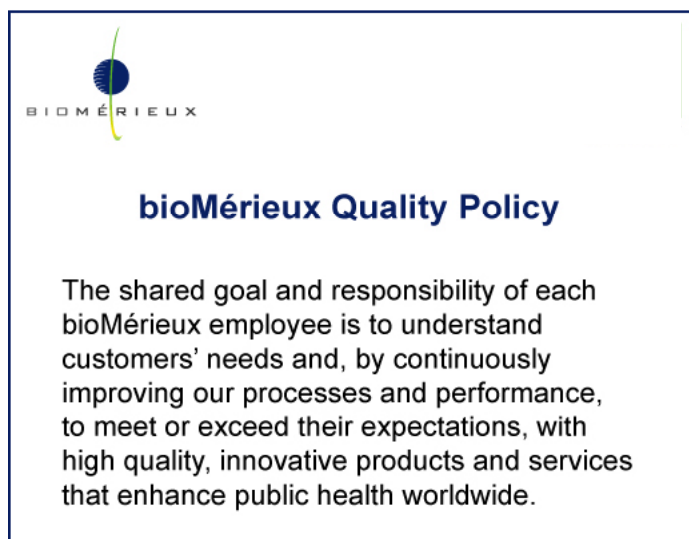 BIOMÉRIEUX
bioMérieux Quality Policy
The shared goal and responsibility of each
bioMérieux employee is to understand
customers’ needs and, by continuously
improving our processes and performance,
to meet or exceed their expectations, with
high quality, innovative products and services
that enhance public health worldwide.